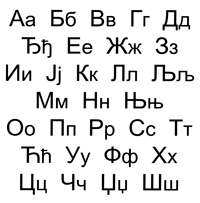 Аа Бб Вв Гг Дд
Ђђ Ее Жж Зз
Ии Јј Кк Лл Љљ
Мм Нн Њњ
Оо Пп Рр Сс Тт
Ћћ Уу Фф Хх
Цц Чч Џџ Шш